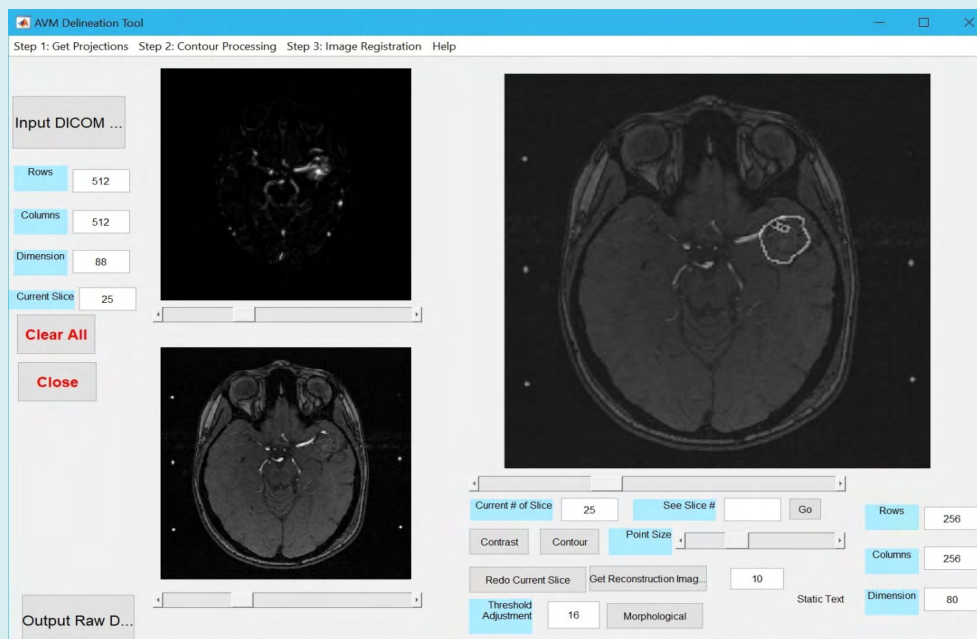 AVM Delineation Tool
Step 1: Get Projections Step 2: Contour Processing Step 3: Image Registration Help
Input DICOM ...
Rows 512
Columns 512
Dimension 88
Current Slice 25
Clear All
Close
Output Raw D...
Current # of Slice 25 See Slice # Go
Contrast Contour Point Size
Redo Current Slice Get Reconstruction Imag... 10
Static Text
Threshold
Adjustment 16 Morphological
Rows 256
Columns 256
Dimension 80